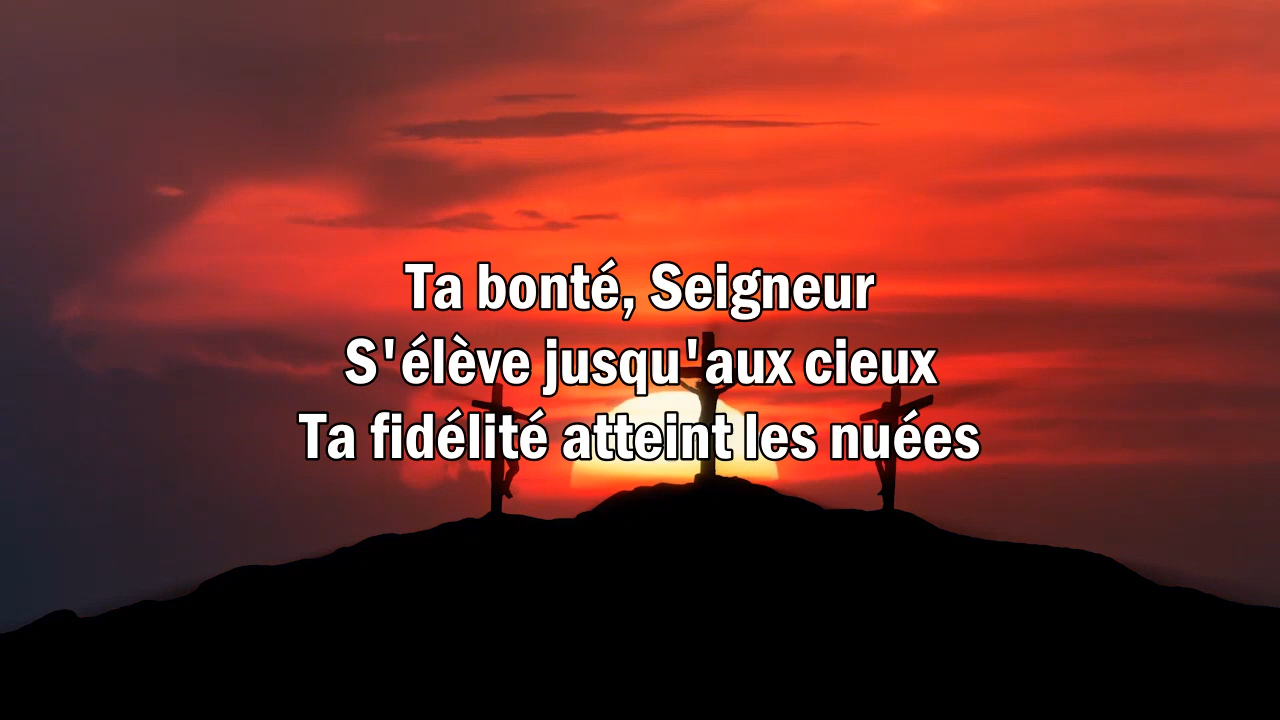 Ta bonté, Seigneur
S'élève jusqu'aux cieux
Ta fidélité atteint les nuées